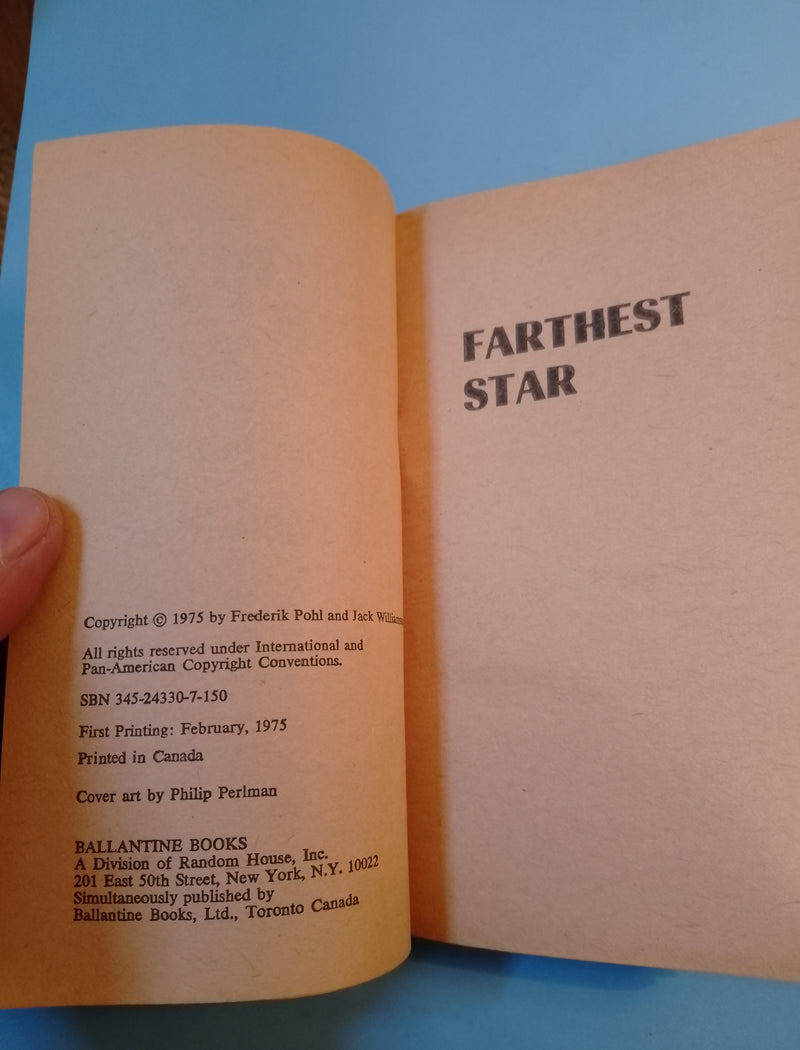 Copyright © 1975 by Frederik Pohl and Jack
All rights reserved under International and
Pan-American Copyright Conventions.
SBN 345-24330-7-150
First Printing: February, 1975
Printed in Canada
Cover art by Philip Perlman
BALLANTINE BOOKS
A Division of Random House, Inc.
201 East 50th Street, New York, N.Y. 10022
Simultaneously published by
Ballantine Books, Ltd., Toronto Canada
FARTHEST
STAR